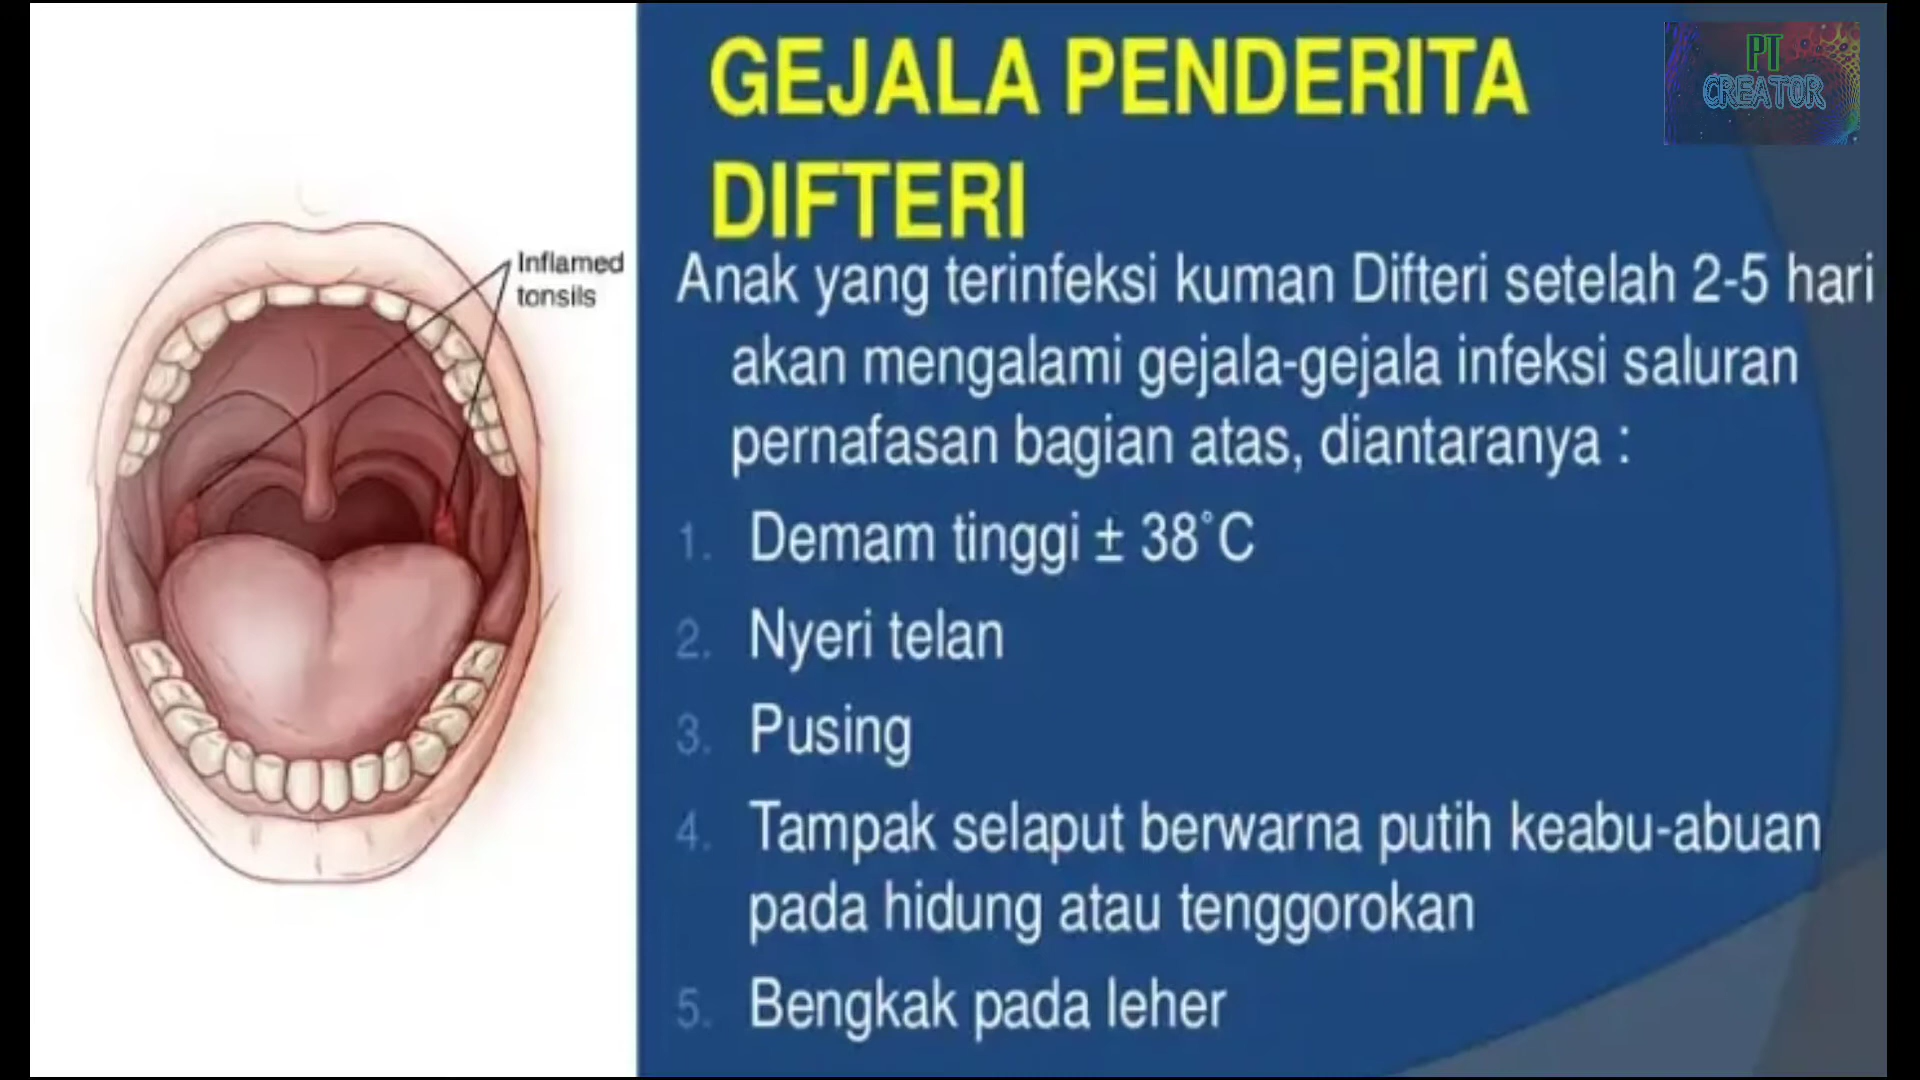 GEJALA PENDERITA
DIFTERI
PT
CREATOR
Inflamed
tonsils
Anak yang terinfeksi kuman Difteri setelah 2-5 hari
akan mengalami gejala-gejala infeksi saluran
pernafasan bagian atas, diantaranya :
1. Demam tinggi ± 38°C
2. Nyeri telan
3. Pusing
4. Tampak selaput berwarna putih keabu-abuan
pada hidung atau tenggorokan
5. Bengkak pada leher